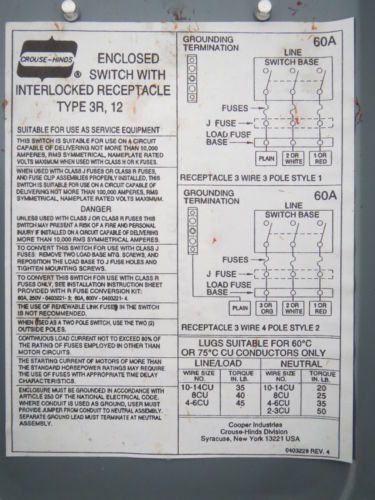 CROUSE-HINDS
®
ENCLOSED
SWITCH WITH
INTERLOCKED RECEPTACLE
TYPE 3R, 12
SUITABLE FOR USE AS SERVICE EQUIPMENT
THIS SWITCH IS SUITABLE FOR USE ON A CIRCUIT
CAPABLE OF DELIVERING NOT MORE THAN 10,000
AMPERES, RMS SYMMETRICAL, NAMEPLATE RATED
VOLTS MAXIMUM WHEN USED WITH CLASS H OR K FUSES.
WHEN USED WITH CLASS J FUSES OR CLASS R FUSES,
AND FUSE CLIP ASSEMBLIES PROPERLY INSTALLED, THIS
SWITCH IS SUITABLE FOR USE ON A CIRCUIT CAPABLE OF
DELIVERING NOT MORE THAN 100,000 AMPERES, RMS
SYMMETRICAL, NAMEPLATE RATED VOLTS MAXIMUM.
DANGER
UNLESS USED WITH CLASS J OR CLASS R FUSES THIS
SWITCH MAY PRESENT A RISK OF A FIRE AND PERSONAL
INJURY IF INSTALLED ON A CIRCUIT CAPABLE OF DELIVERING
MORE THAN 10,000 RMS SYMMETRICAL AMPERES.
TO CONVERT THIS SWITCH FOR USE WITH CLASS J
FUSES: REMOVE TWO LOAD BASE MTG. SCREWS, AND
REPOSITION THE LOAD BASE TO J FUSE HOLES AND
TIGHTEN MOUNTING SCREWS.
TO CONVERT THIS SWITCH FOR USE WITH CLASS R
FUSES, SEE INSTALLATION INSTRUCTION SHEET
PROVIDED WITH R FUSE CONVERSION KIT:
60A, 250V - 0403221- 3; 60A, 600V - 0403221-4.
THE USE OF RENEWABLE LINK FUSES IN THE SWITCH
IS NOT RECOMMENDED.
WHEN USED AS A TWO POLE SWITCH, USE THE TWO (2)
OUTSIDE POLES.
CONTINUOUS LOAD CURRENT NOT TO EXCEED 80% OF
THE RATING OF FUSES EMPLOYED IN OTHER THAN
MOTOR CIRCUITS
THE STARTING CURRENT OF MOTORS OF MORE THAN
THE STANDARD HORSEPOWER RATINGS MAY REQUIRE
THE USE OF FUSES WITH APPROPRIATE TIME DELAY
CHARACTERISTICS.
ENCLOSURE MUST BE GROUNDED IN ACCORDANCE WITH
ARTICLE 250 OF THE NATIONAL ELECTRICAL CODE.
WHERE CONDUIT IS USED AS GROUND, USER MUST
PROVIDE JUMPER FROM CONDUIT TO NEUTRAL ASSEMBLY.
SEPARATE GROUND LEAD MUST TERMINATE AT NEUTRAL
ASSEMBLY.
GROUNDING
TERMINATION
60A
LINE
SWITCH BASE
FUSES
J FUSE
LOAD FUSE
BASE
PLAIN
2 OR
WHITE
1 OR
RED
RECEPTACLE 3 WIRE 3 POLE STYLE 1
GROUNDING
TERMINATION
60A
LINE
SWITCH BASE
FUSES
J FUSE
LOAD FUSE
BASE
PLAIN
3 OR
ORG
2 OR
WHITE
1 OR
RED
RECEPTACLE 3 WIRE 4 POLE STYLE 2
LUGS SUITABLE FOR 60°C
OR 75°C CU CONDUCTORS ONLY
LINE/LOAD NEUTRAL
WIRE SIZE NO. TORQUE IN. LB. WIRE SIZE NO. TORQUE IN. LB.
10-14CU 35 10-14CU 20
8CU 40 8CU 25
4-6CU 45 4-6CU 35
2-3CU 50
Cooper Industries
Crouse-Hinds Division
Syracuse, New York 13221 USA
0403229 REV. 4